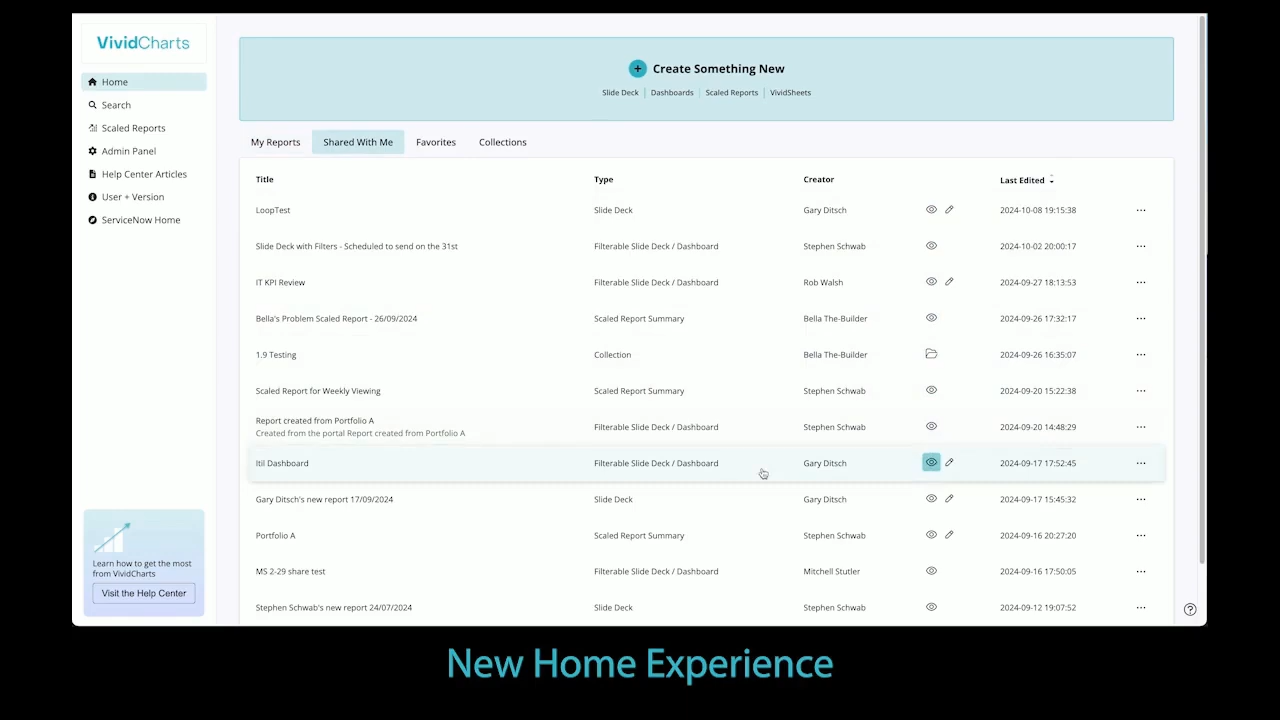 VividCharts
Home
Search
Scaled Reports
Admin Panel
Help Center Articles
User + Version
ServiceNow Home
Learn how to get the most
from VividCharts
Visit the Help Center
Create Something New
Slide Deck | Dashboards | Scaled Reports | VividSheets
My Reports Shared With Me Favorites Collections
Title Type Creator Last Edited
LoopTest Slide Deck Gary Ditsch 2024-10-08 19:15:38
Slide Deck with Filters - Scheduled to send on the 31st Filterable Slide Deck / Dashboard Stephen Schwab 2024-10-02 20:00:17
IT KPI Review Filterable Slide Deck / Dashboard Rob Walsh 2024-09-27 18:13:53
Bella's Problem Scaled Report - 26/09/2024 Scaled Report Summary Bella The-Builder 2024-09-26 17:32:17
1.9 Testing Collection Bella The-Builder 2024-09-26 16:35:07
Scaled Report for Weekly Viewing Scaled Report Summary Stephen Schwab 2024-09-20 15:22:38
Report created from Portfolio A
Created from the portal Report created from Portfolio A Filterable Slide Deck / Dashboard Stephen Schwab 2024-09-20 14:48:29
Itil Dashboard Filterable Slide Deck / Dashboard Gary Ditsch 2024-09-17 17:52:45
Gary Ditsch's new report 17/09/2024 Slide Deck Gary Ditsch 2024-09-17 15:45:32
Portfolio A Scaled Report Summary Stephen Schwab 2024-09-16 20:27:20
MS 2-29 share test Filterable Slide Deck / Dashboard Mitchell Stutler 2024-09-16 17:50:05
Stephen Schwab's new report 24/07/2024 Slide Deck Stephen Schwab 2024-09-12 19:07:52
New Home Experience